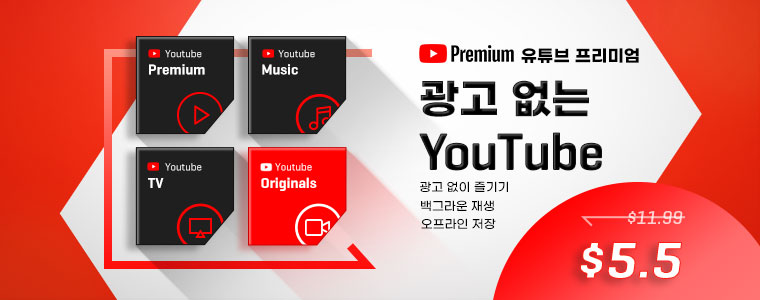 Youtube
Premium
Youtube
Music
Youtube
TV
Youtube
Originals
Premium 유튜브 프리미엄
광고 없는
YouTube
광고 없이 즐기기
백그라운 재생
오프라인 저장
$11.99
$5.5